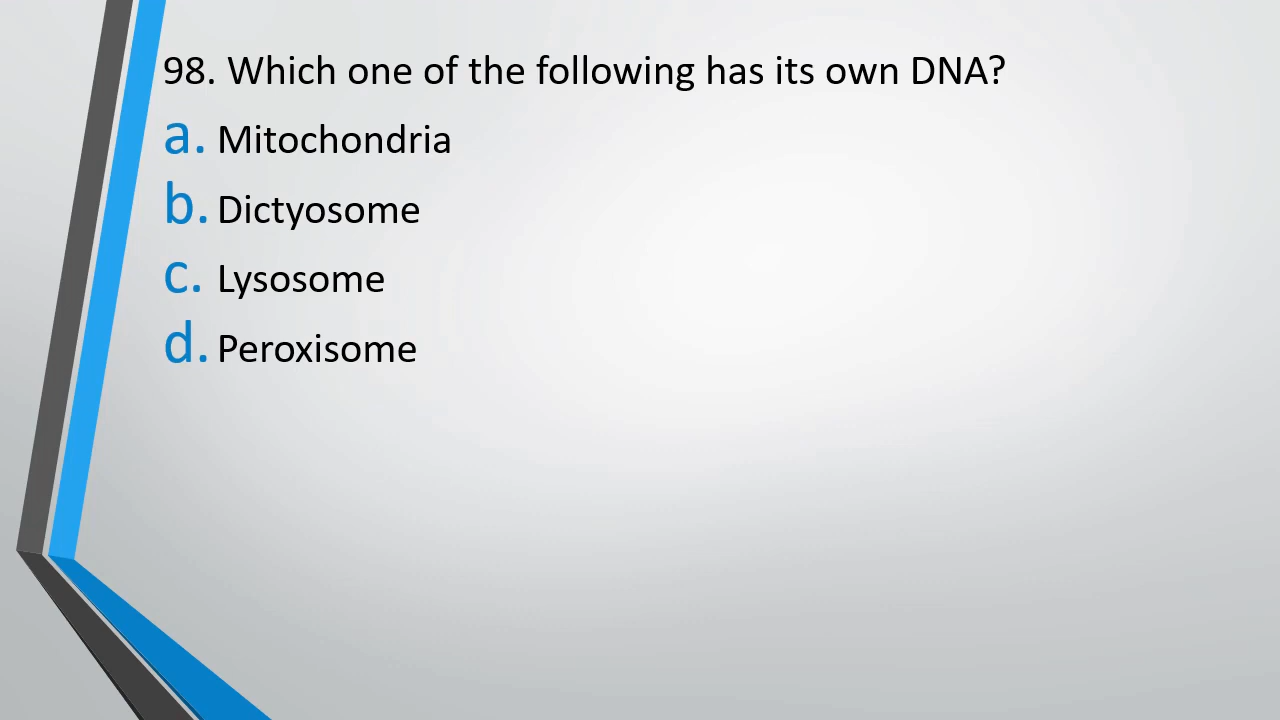 98. Which one of the following has its own DNA?
a. Mitochondria
b. Dictyosome
c. Lysosome
d. Peroxisome